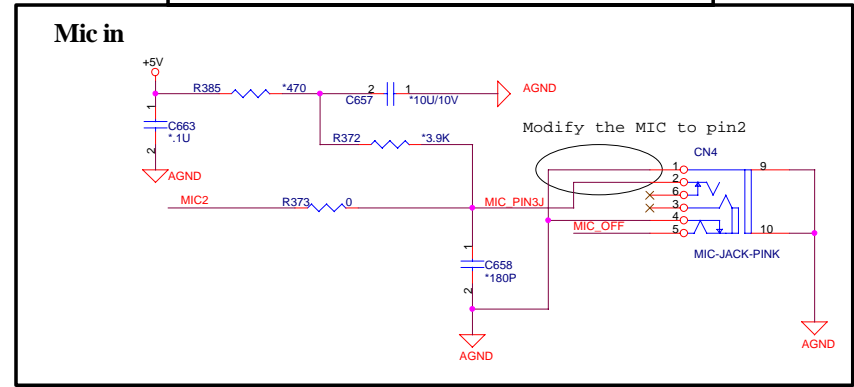 Mic in
+5V
R385 *470
2 1
C657 *10U/10V
AGND
1
C663
*.1U
2
AGND
R372 *3.9K
Modify the MIC to pin2
CN4
1 9
2
6
3
4
5 10
MIC2 R373 0 MIC_PIN3J
MIC_OFF
MIC-JACK-PINK
1
C658
*180P
2
AGND
AGND